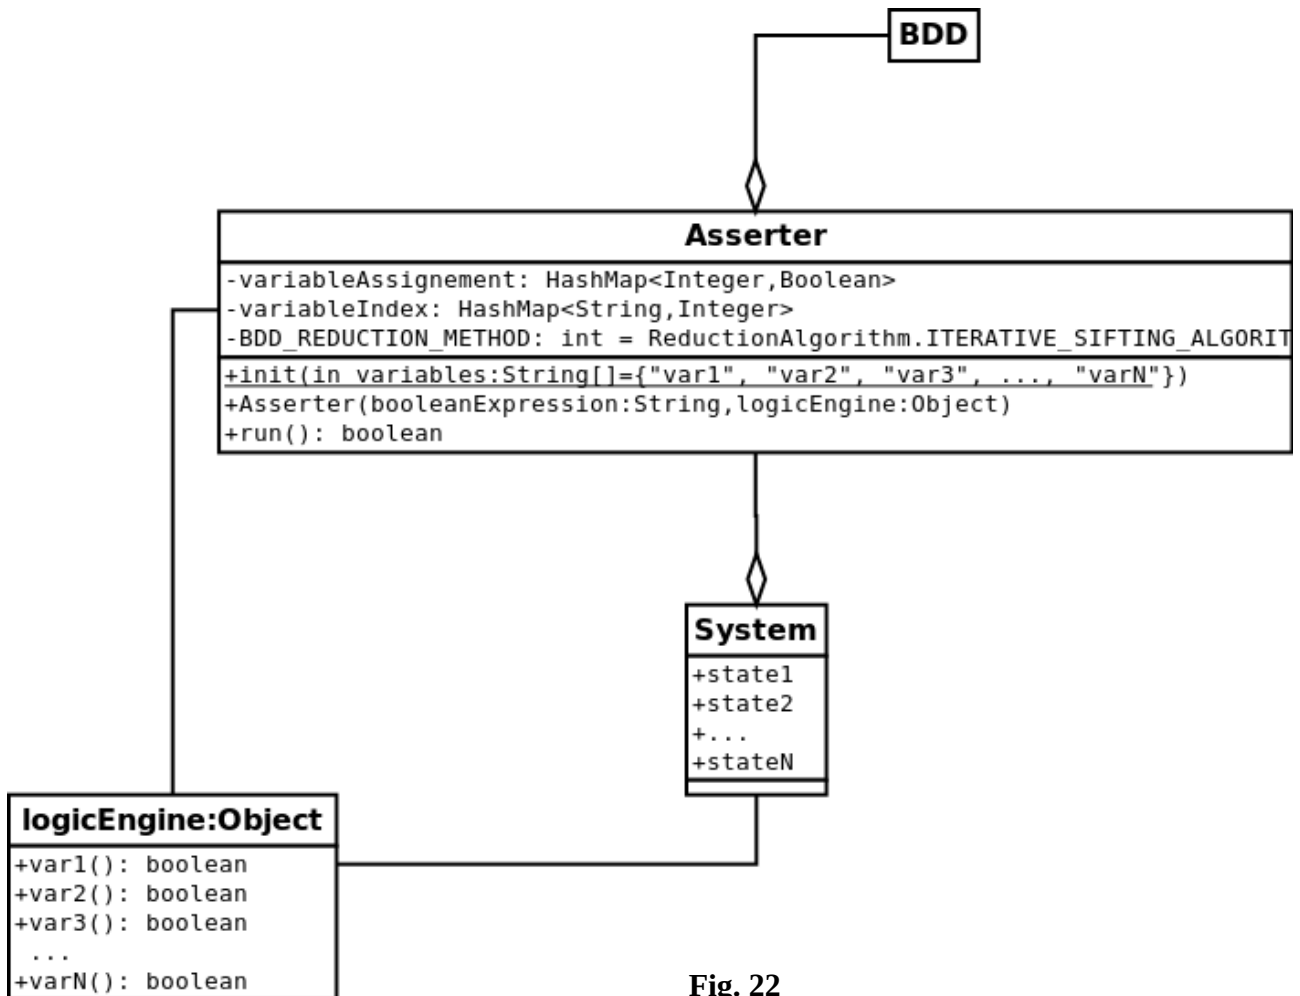 BDD
Asserter
-variableAssignement: HashMap<Integer,Boolean>
-variableIndex: HashMap<String,Integer>
-BDD_REDUCTION_METHOD: int = ReductionAlgorithm.ITERATIVE_SIFTING_ALGORIT
+init(in variables:String[]={"var1", "var2", "var3", ..., "varN"})
+Asserter(booleanExpression:String,logicEngine:Object)
+run(): boolean
System
+state1
+state2
+...
+stateN
logicEngine:Object
+var1(): boolean
+var2(): boolean
+var3(): boolean
...
+varN(): boolean
Fig. 22